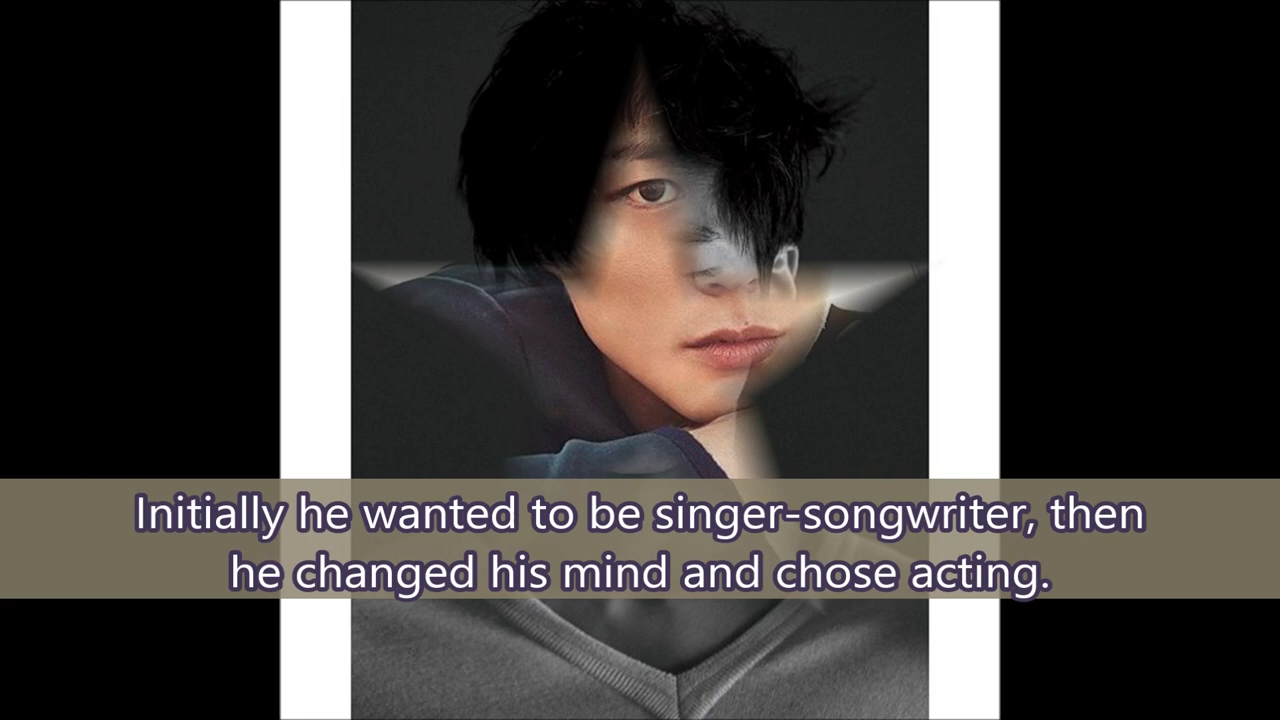 Initially he wanted to be singer-songwriter, then
he changed his mind and chose acting.